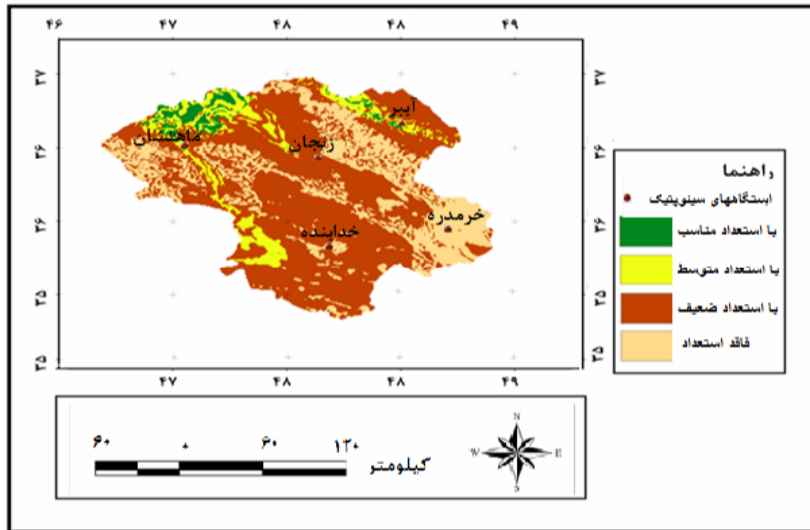 ۴۶ ۴۷ ۴۸ ۴۸ ۴۹
۳۷ ۳۷
آببر
ماهنشان
زنجان
۳۶ ۳۶
خرمدره
۳۶ ۳۶
خدابنده
۳۵ ۳۵
۳۵ ۳۵
۴۶ ۴۷ ۴۸ ۴۸ ۴۹
راهنما
ایستگاههای سینوپتیک
با استعداد مناسب
با استعداد متوسط
با استعداد ضعیف
فاقد استعداد
۶۰ ۰ ۶۰ ۱۲۰
کیلومتر
N
W E
S